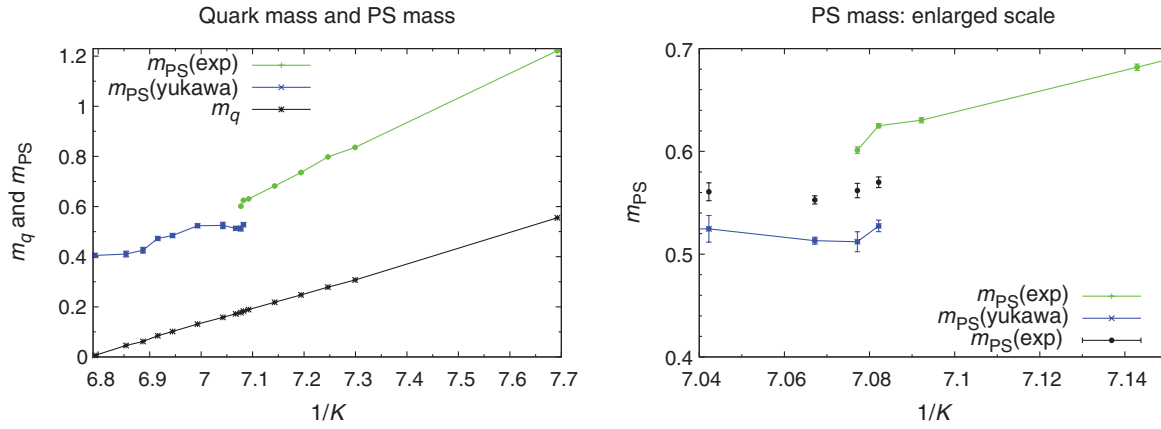 Quark mass and PS mass
m_q and m_PS
1.2
1
0.8
0.6
0.4
0.2
0
m_PS(exp)
m_PS(yukawa)
m_q
6.8 6.9 7 7.1 7.2 7.3 7.4 7.5 7.6 7.7
1/K
PS mass: enlarged scale
m_PS
0.7
0.6
0.5
0.4
m_PS(exp)
m_PS(yukawa)
m_PS(exp)
7.04 7.06 7.08 7.1 7.12 7.14
1/K